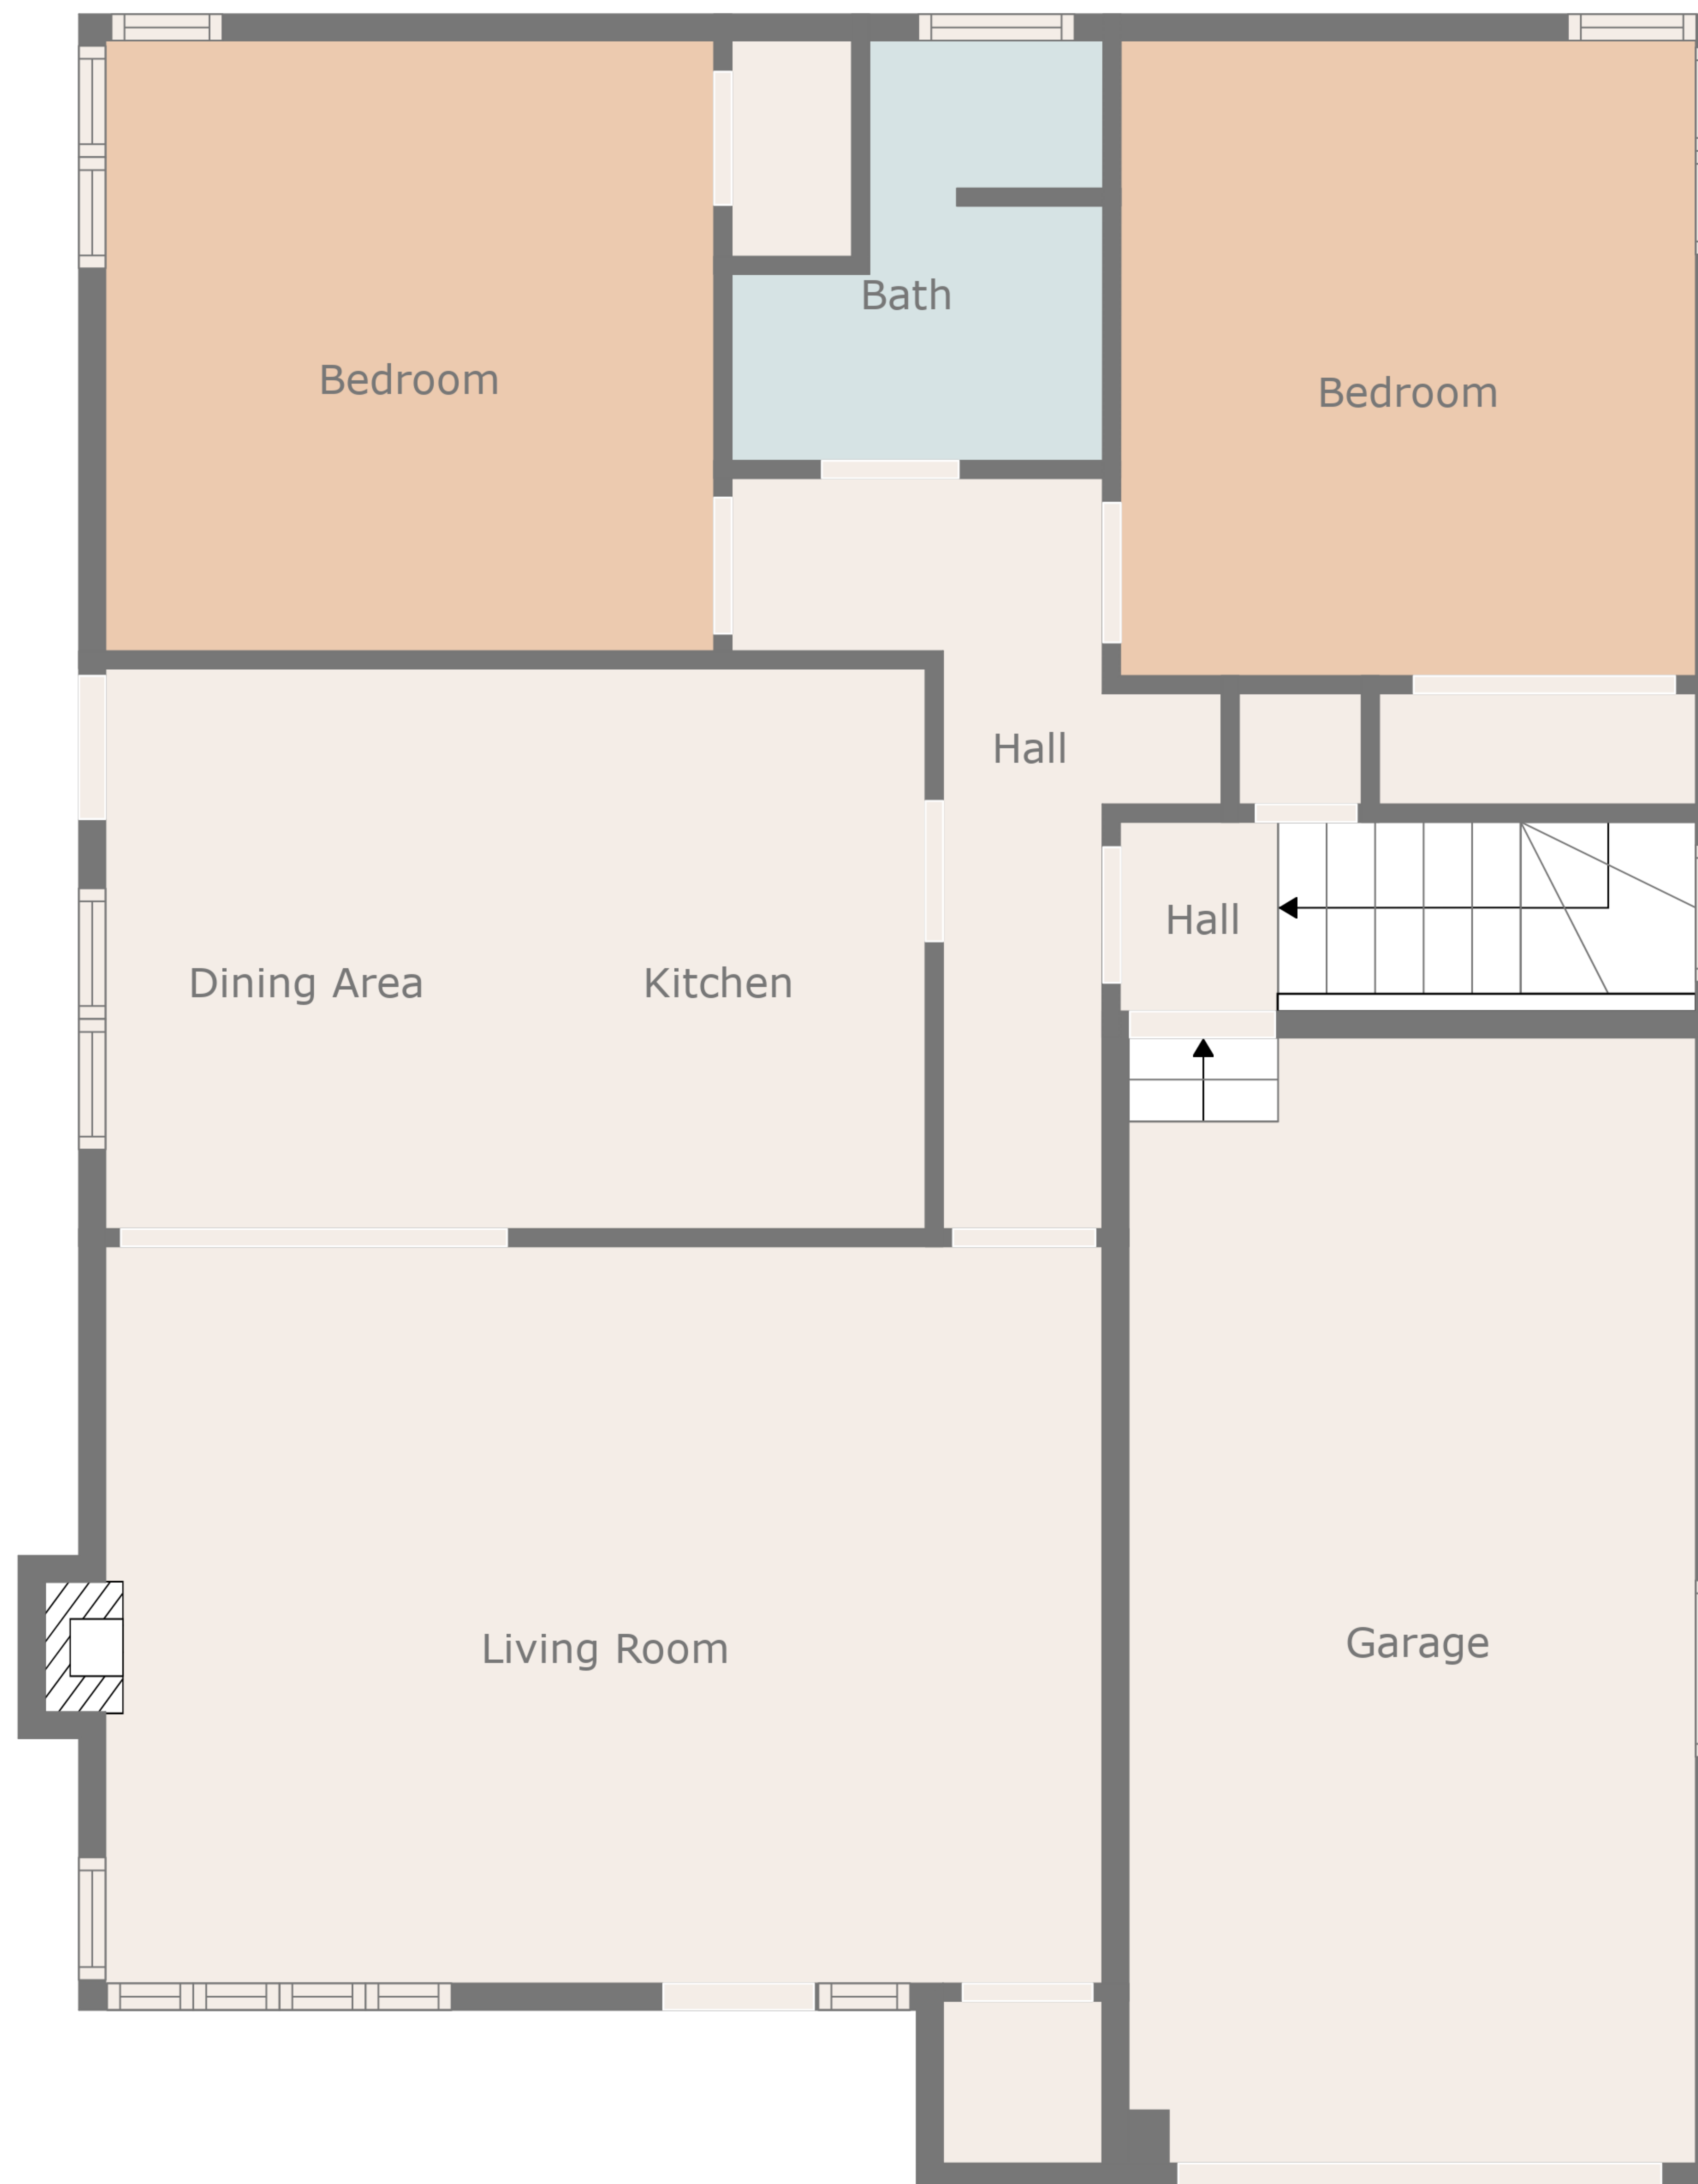 Bath
Bedroom
Bedroom
Hall
Hall
Dining Area
Kitchen
Living Room
Garage